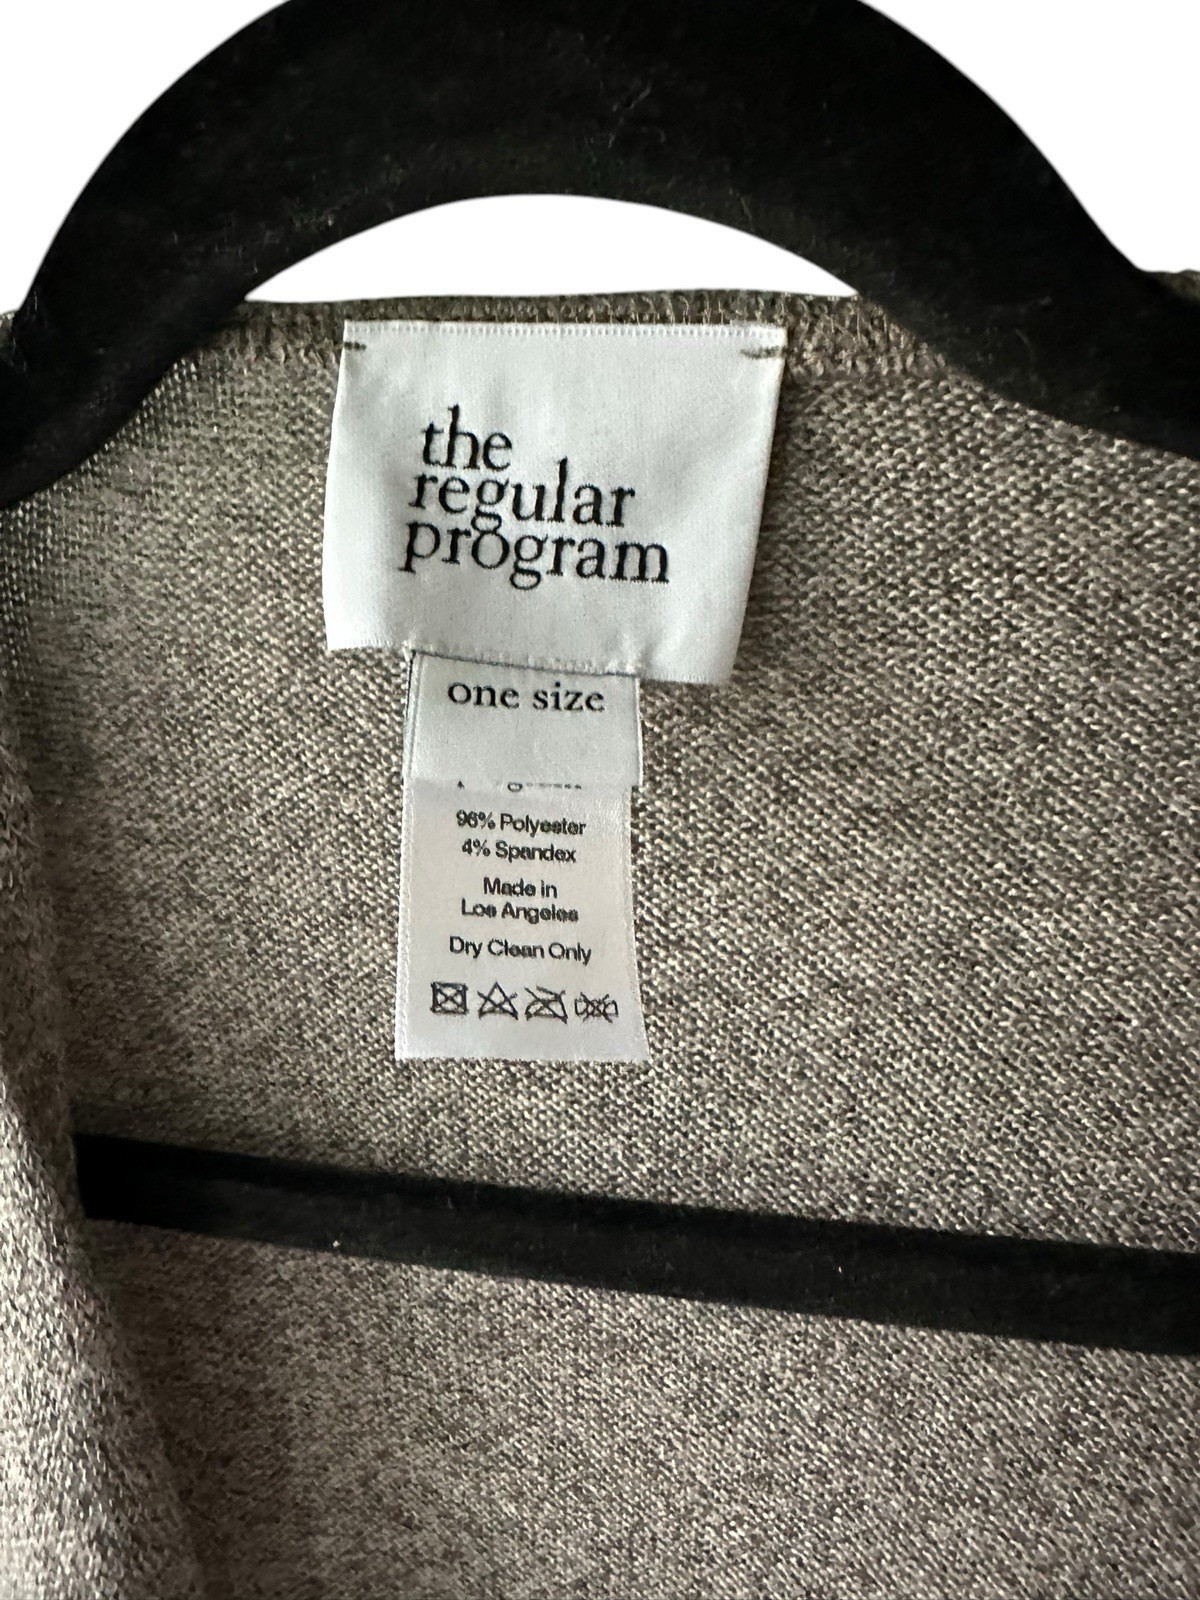 the
regular
program
one size
96% Polyester
4% Spandex
Made in
Los Angeles
Dry Clean Only